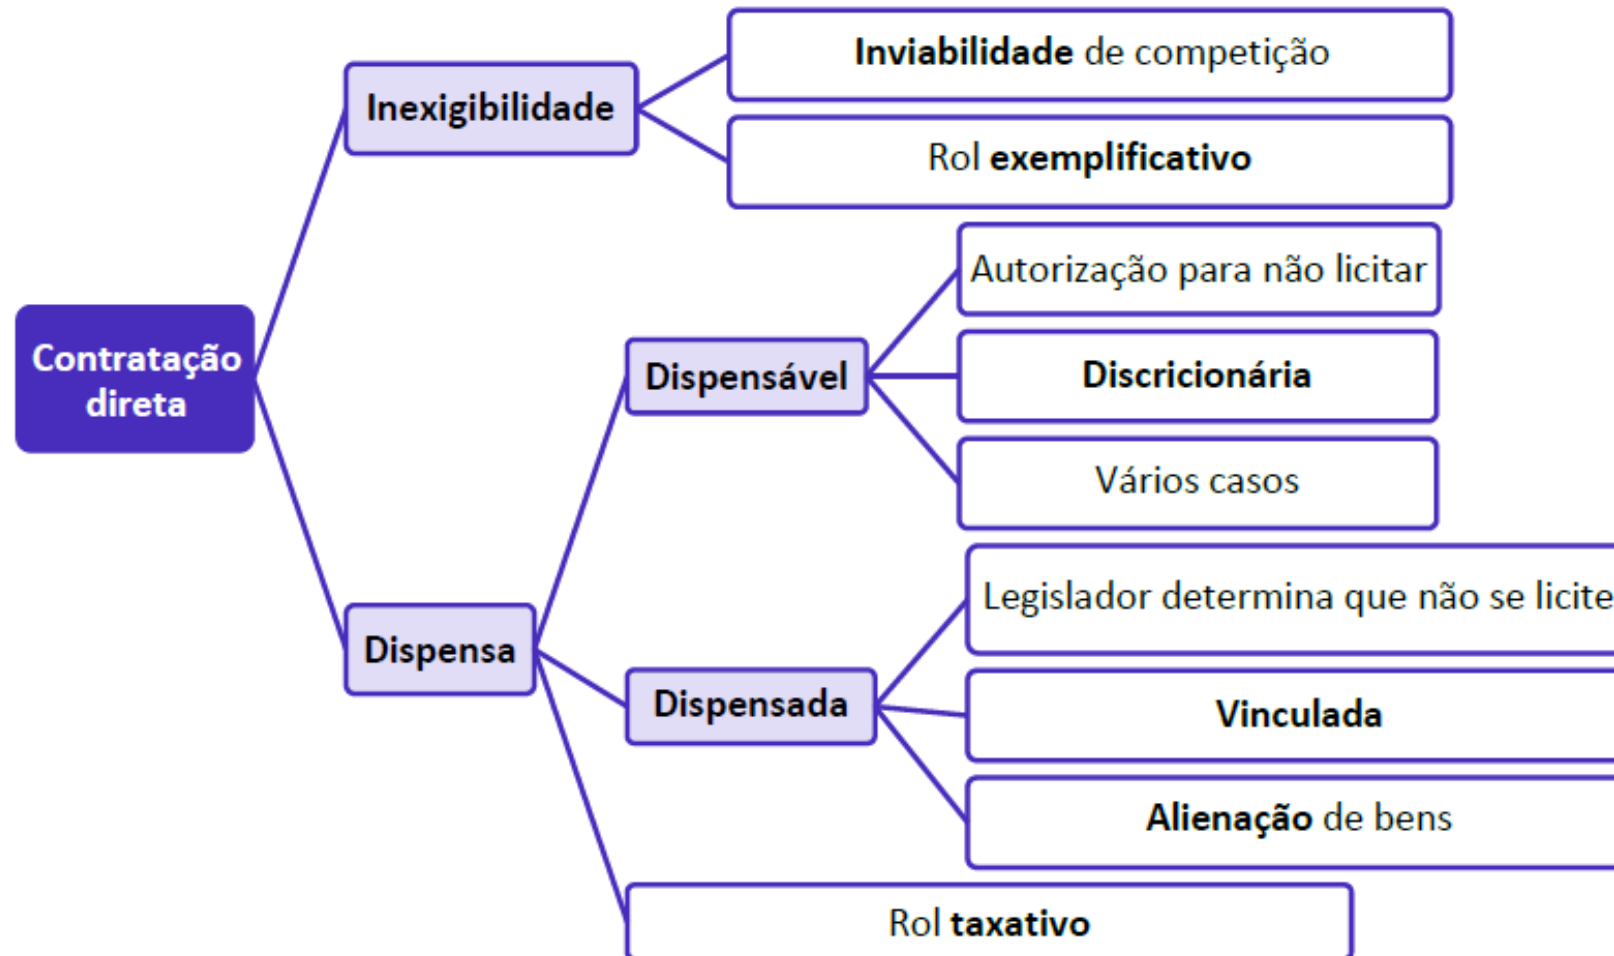 Inviabilidade de competição
Inexigibilidade
Rol exemplificativo
Autorização para não licitar
Contratação
direta
Dispensável
Discricionária
Vários casos
Legislador determina que não se licite
Dispensa
Dispensada
Vinculada
Alienação de bens
Rol taxativo